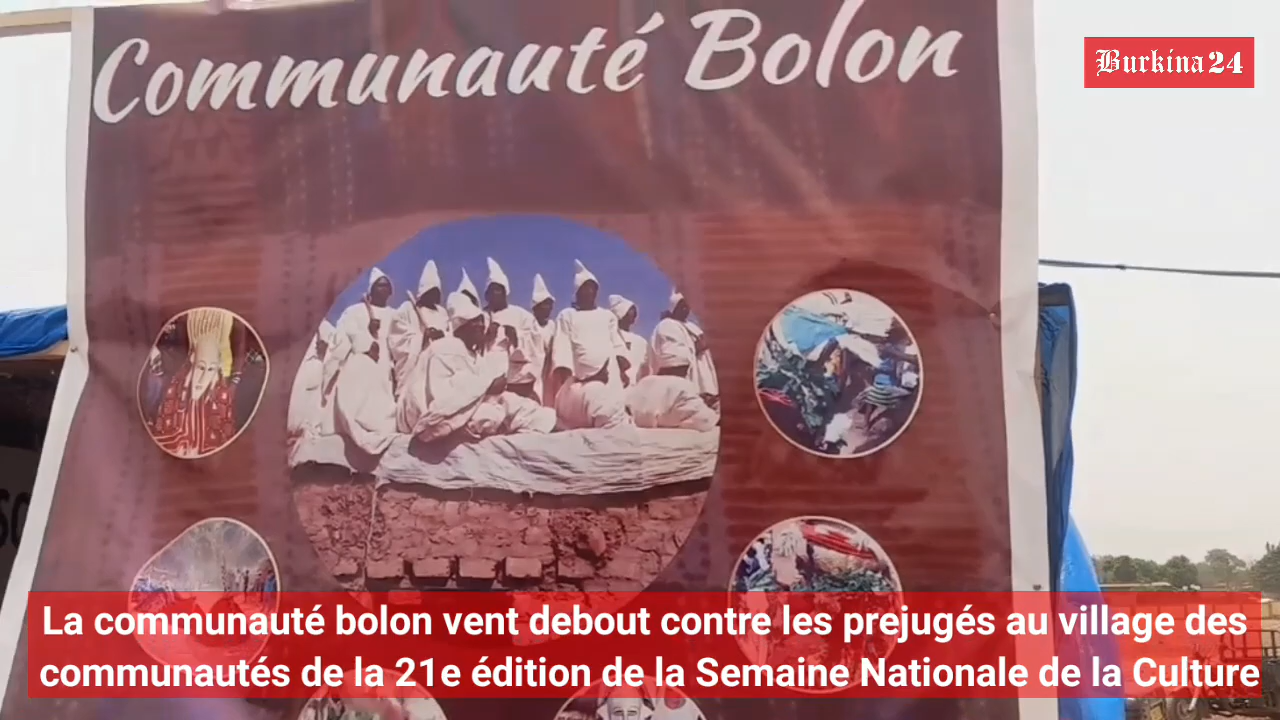 Communauté Bolon
Burkina24
La communauté bolon vent debout contre les prejugés au village des
communautés de la 21e édition de la Semaine Nationale de la Culture